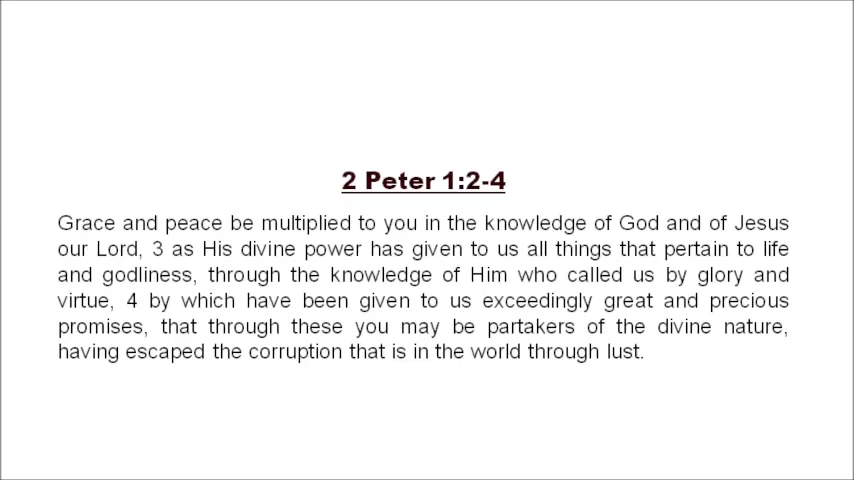 2 Peter 1:2-4
Grace and peace be multiplied to you in the knowledge of God and of Jesus
our Lord, 3 as His divine power has given to us all things that pertain to life
and godliness, through the knowledge of Him who called us by glory and
virtue, 4 by which have been given to us exceedingly great and precious
promises, that through these you may be partakers of the divine nature,
having escaped the corruption that is in the world through lust.